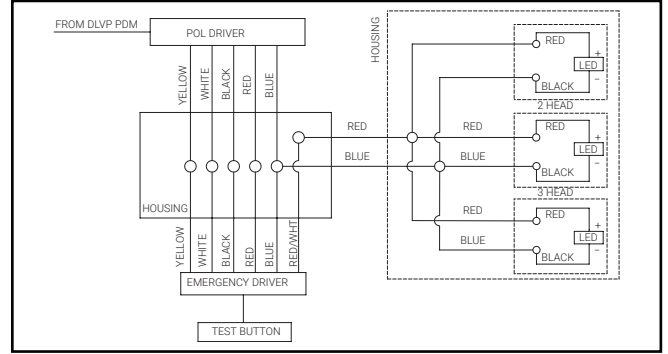 FROM DLVP PDM
POL DRIVER
YELLOW
WHITE
BLACK
RED
BLUE
HOUSING
YELLOW
WHITE
BLACK
RED
BLUE
RED/WHT
EMERGENCY DRIVER
TEST BUTTON
RED
BLUE
HOUSING
RED
+
LED
−
BLACK
2 HEAD
RED
BLUE
RED
+
LED
−
BLACK
3 HEAD
RED
BLUE
RED
+
LED
−
BLACK